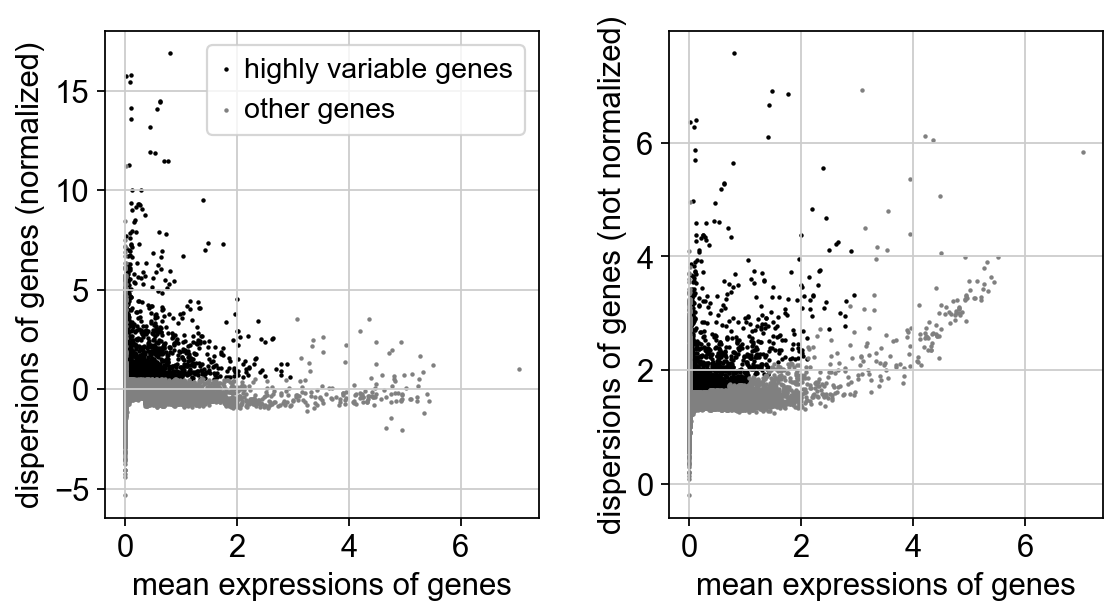 dispersions of genes (normalized)
15
10
5
0
−5
highly variable genes
other genes
0
2
4
6
mean expressions of genes
dispersions of genes (not normalized)
6
4
2
0
0
2
4
6
mean expressions of genes